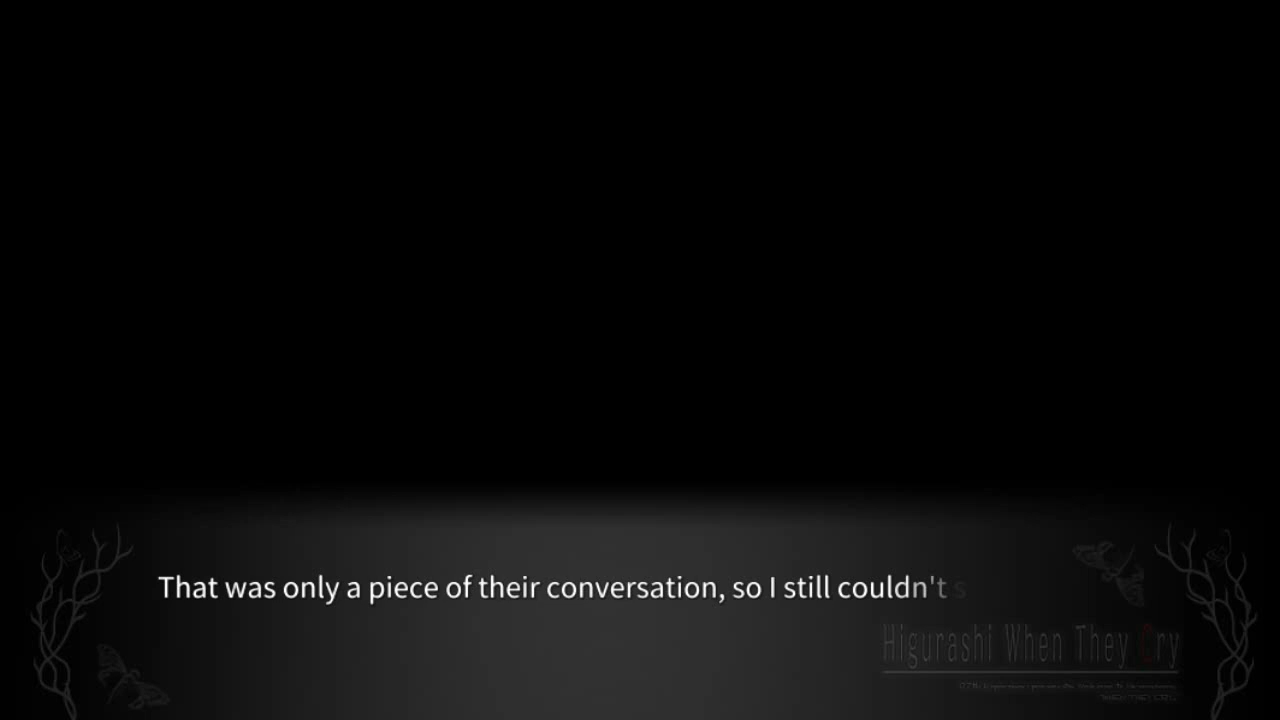 That was only a piece of their conversation, so I still couldn't s
Higurashi When They Cry